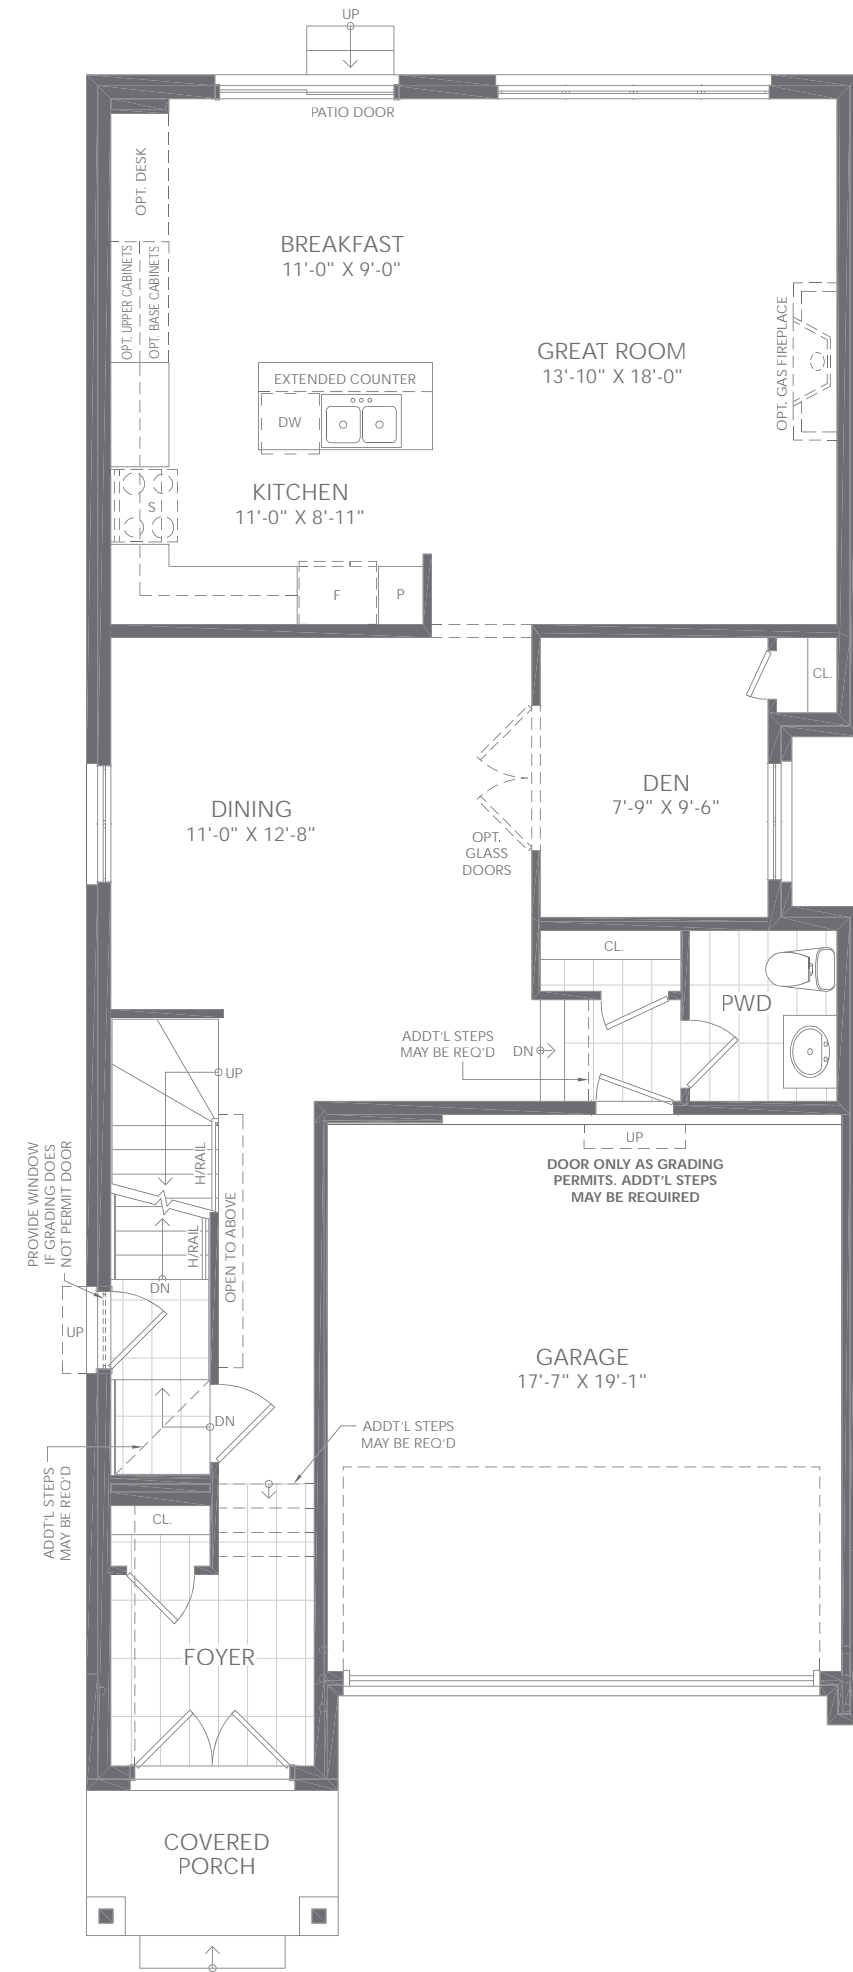 UP
PATIO DOOR
OPT. DESK
BREAKFAST
11'-0" X 9'-0"
OPT. UPPER CABINETS
OPT. BASE CABINETS
GREAT ROOM
13'-10" X 18'-0"
OPT. GAS FIREPLACE
EXTENDED COUNTER
DW
KITCHEN
11'-0" X 8'-11"
S
F
P
CL.
DEN
7'-9" X 9'-6"
DINING
11'-0" X 12'-8"
OPT.
GLASS
DOORS
CL.
PWD
ADDT'L STEPS
MAY BE REQ'D
DN
UP
H/RAIL
UP
DOOR ONLY AS GRADING
PERMITS. ADDT'L STEPS
MAY BE REQUIRED
PROVIDE WINDOW
IF GRADING DOES
NOT PERMIT DOOR
H/RAIL
OPEN TO ABOVE
DN
UP
GARAGE
17'-7" X 19'-1"
DN
ADDT'L STEPS
MAY BE REQ'D
ADDT'L STEPS
MAY BE REQ'D
CL.
FOYER
COVERED
PORCH